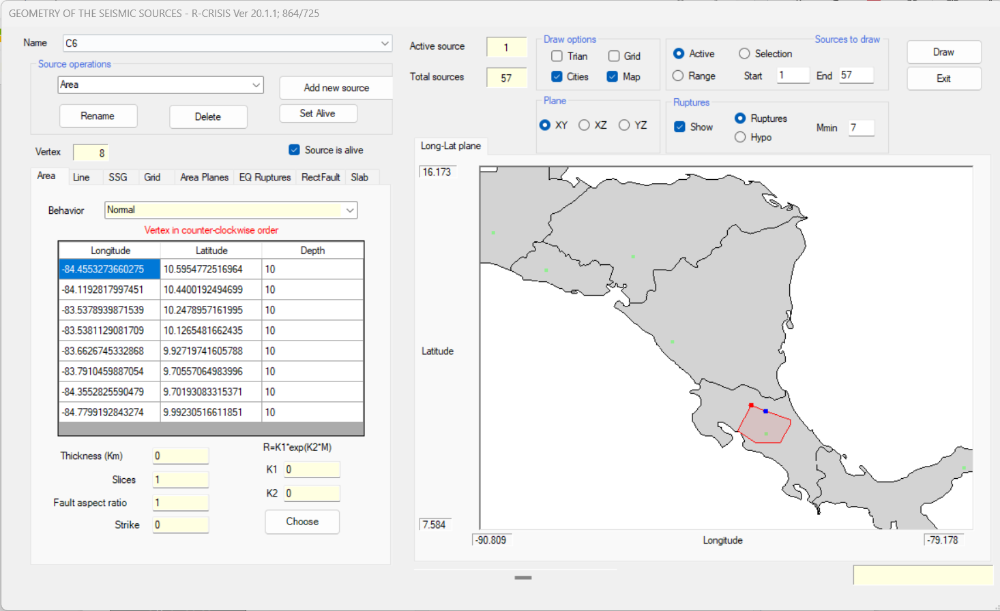 GEOMETRY OF THE SEISMIC SOURCES - R-CRISIS Ver 20.1.1; 864/725
Name C6
Source operations
Area
Add new source
Rename Delete Set Alive
Vertex 8 Source is alive
Area Line SSG Grid Area Planes EQ Ruptures RectFault Slab
Behavior Normal
Vertex in counter-clockwise order
Longitude Latitude Depth
-84.4553273660275 10.5954772516964 10
-84.1192817997451 10.4400192494699 10
-83.5378939871539 10.2478957161995 10
-83.5381129081709 10.1265481662435 10
-83.6626745332868 9.92719741605788 10
-83.7910459887054 9.70557064983996 10
-84.3552825590479 9.70193083315371 10
-84.7799192843274 9.99230516611851 10
Thickness (Km) 0
Slices 1
Fault aspect ratio 1
Strike 0
R=K1*exp(K2*M)
K1 0
K2 0
Choose
Active source 1
Total sources 57
Draw options
Trian Grid
Cities Map
Sources to draw
Active Selection
Range Start 1 End 57
Draw
Exit
Plane
XY XZ YZ
Ruptures
Show Ruptures
Hypo
Mmin 7
Long-Lat plane
16.173
Latitude
7.584
-90.809 Longitude -79.178